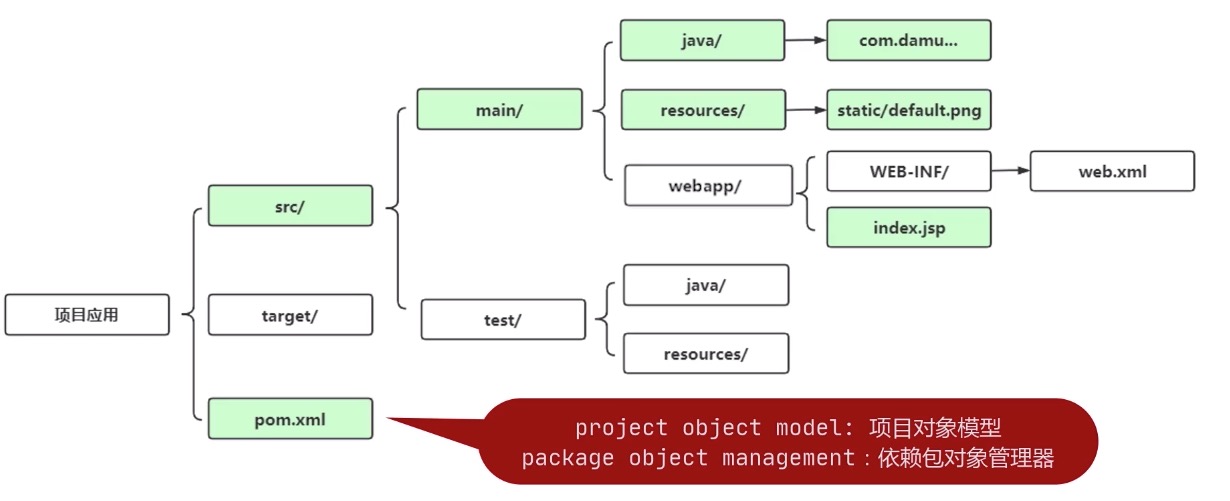 java/
com.damu...
main/
resources/
static/default.png
webapp/
WEB-INF/
web.xml
src/
index.jsp
java/
项目应用
target/
test/
resources/
pom.xml
project object model: 项目对象模型
package object management：依赖包对象管理器